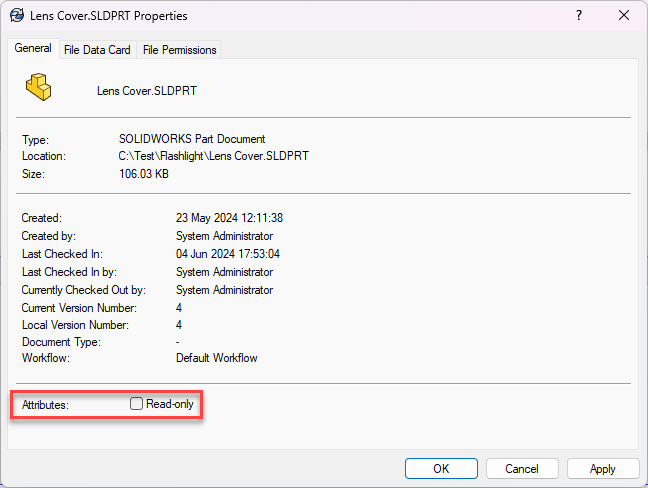 Lens Cover.SLDPRT Properties ?
General File Data Card File Permissions
Lens Cover.SLDPRT
Type: SOLIDWORKS Part Document
Location: C:\Test\Flashlight\Lens Cover.SLDPRT
Size: 106.03 KB
Created: 23 May 2024 12:11:38
Created by: System Administrator
Last Checked In: 04 Jun 2024 17:53:04
Last Checked In by: System Administrator
Currently Checked Out by: System Administrator
Current Version Number: 4
Local Version Number: 4
Document Type: -
Workflow: Default Workflow
Attributes: Read-only
OK Cancel Apply